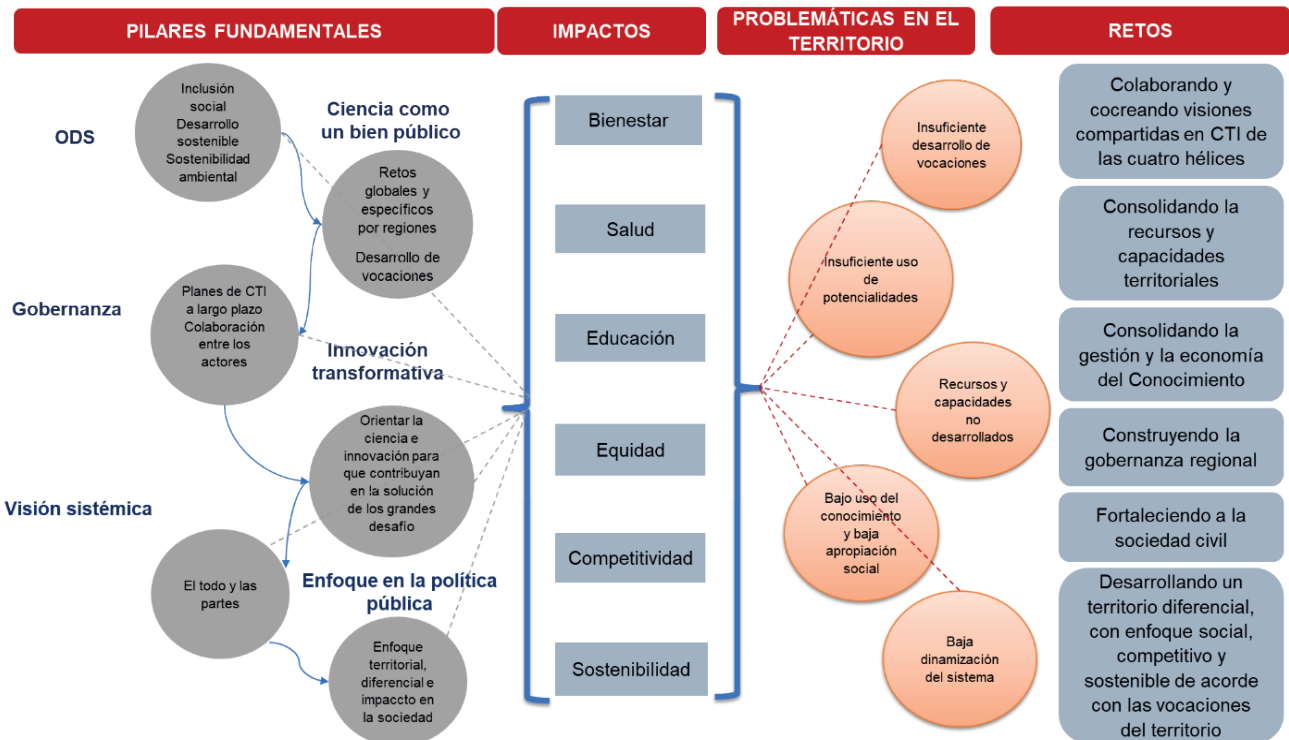 PILARES FUNDAMENTALES
IMPACTOS
PROBLEMÁTICAS EN EL
TERRITORIO
RETOS
ODS
Inclusión
social
Desarrollo
sostenible
Sostenibilidad
ambiental
Ciencia como
un bien público
Retos
globales y
específicos
por regiones
Desarrollo de
vocaciones
Gobernanza
Planes de CTI
a largo plazo
Colaboración
entre los
actores
Innovación
transformativa
Orientar la
ciencia e
innovación para
que contribuyan
en la solución
de los grandes
desafío
Visión sistémica
El todo y las
partes
Enfoque en la política
pública
Enfoque
territorial,
diferencial e
impaccto en
la sociedad
Bienestar
Salud
Educación
Equidad
Competitividad
Sostenibilidad
Insuficiente
desarrollo de
vocaciones
Insuficiente uso
de
potencialidades
Recursos y
capacidades
no
desarrollados
Bajo uso del
conocimiento
y baja
apropiación
social
Baja
dinamización
del sistema
Colaborando y
cocreando visiones
compartidas en CTI de
las cuatro hélices
Consolidando la
recursos y
capacidades
territoriales
Consolidando la
gestión y la economía
del Conocimiento
Construyendo la
gobernanza regional
Fortaleciendo a la
sociedad civil
Desarrollando un
territorio diferencial,
con enfoque social,
competitivo y
sostenible de acorde
con las vocaciones
del territorio